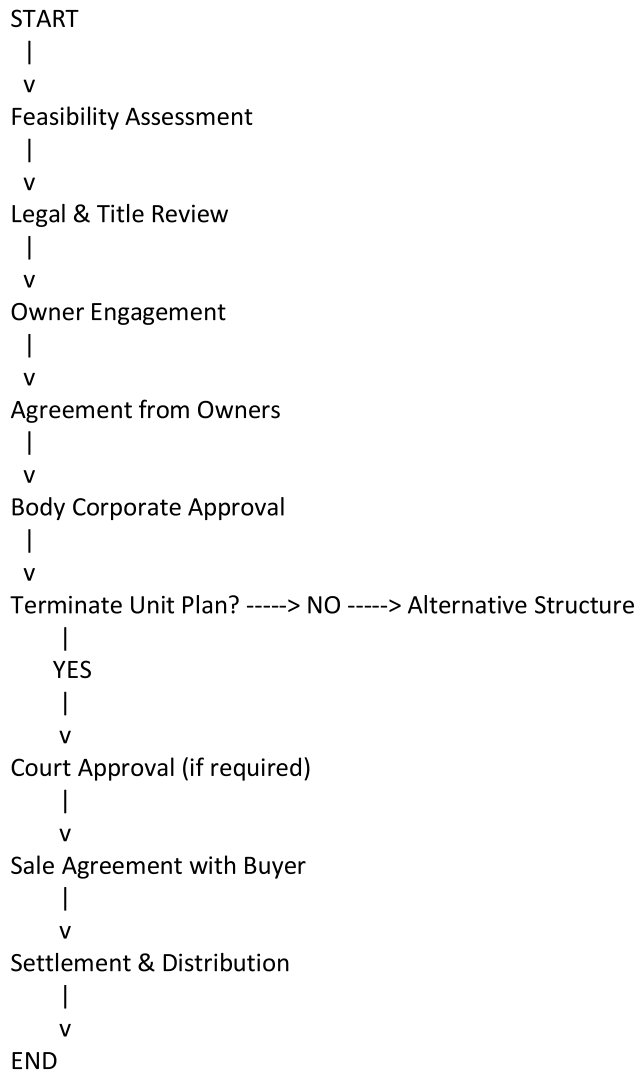 START
|
v
Feasibility Assessment
|
v
Legal & Title Review
|
v
Owner Engagement
|
v
Agreement from Owners
|
v
Body Corporate Approval
|
v
Terminate Unit Plan? -----> NO -----> Alternative Structure
|
YES
|
v
Court Approval (if required)
|
v
Sale Agreement with Buyer
|
v
Settlement & Distribution
|
v
END